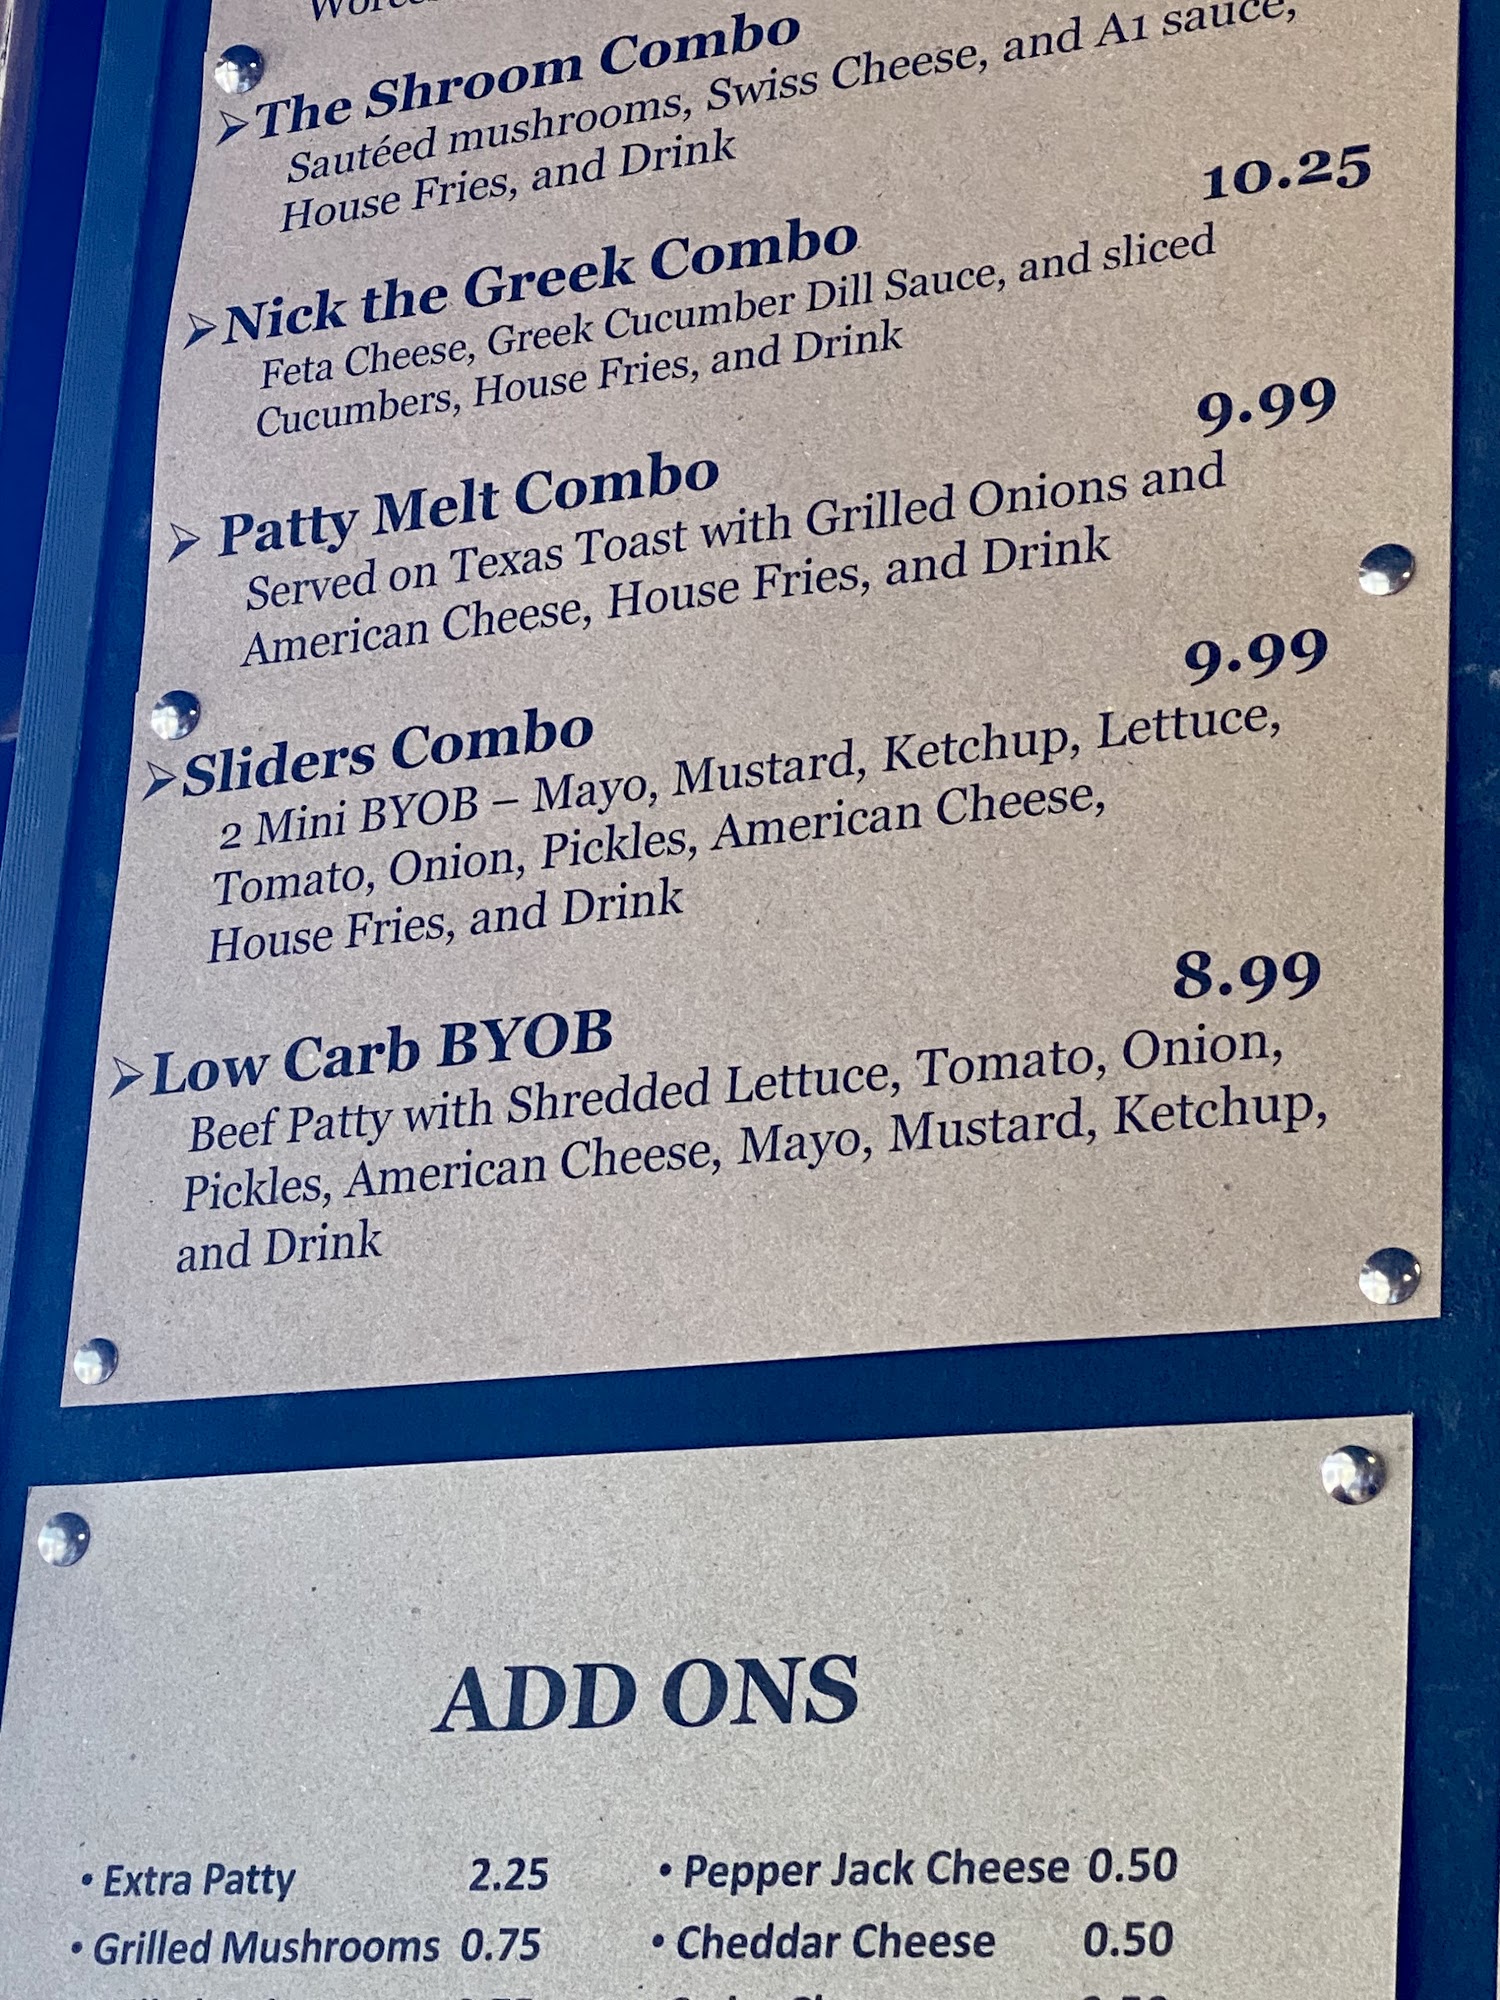 ➢The Shroom Combo
Sautéed mushrooms, Swiss Cheese, and A1 sauce,
House Fries, and Drink
➢Nick the Greek Combo 10.25
Feta Cheese, Greek Cucumber Dill Sauce, and sliced
Cucumbers, House Fries, and Drink
➢ Patty Melt Combo 9.99
Served on Texas Toast with Grilled Onions and
American Cheese, House Fries, and Drink
➢Sliders Combo 9.99
2 Mini BYOB – Mayo, Mustard, Ketchup, Lettuce,
Tomato, Onion, Pickles, American Cheese,
House Fries, and Drink
➢Low Carb BYOB 8.99
Beef Patty with Shredded Lettuce, Tomato, Onion,
Pickles, American Cheese, Mayo, Mustard, Ketchup,
and Drink
ADD ONS
• Extra Patty 2.25 • Pepper Jack Cheese 0.50
• Grilled Mushrooms 0.75 • Cheddar Cheese 0.50